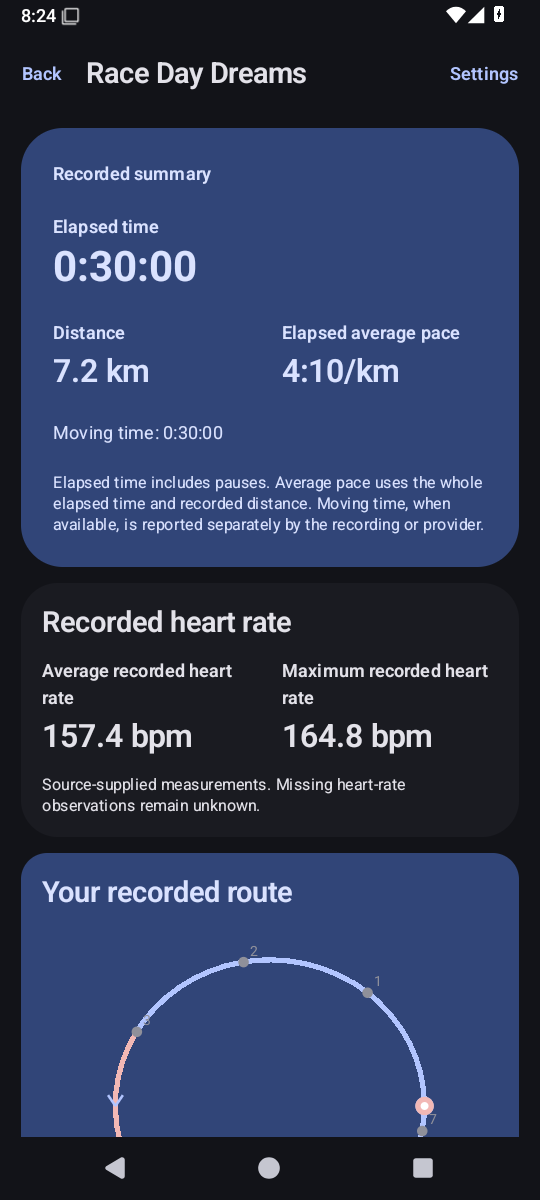 8:24
Back Race Day Dreams Settings
Recorded summary
Elapsed time
0:30:00
Distance Elapsed average pace
7.2 km 4:10/km
Moving time: 0:30:00
Elapsed time includes pauses. Average pace uses the whole
elapsed time and recorded distance. Moving time, when
available, is reported separately by the recording or provider.
Recorded heart rate
Average recorded heart
rate
Maximum recorded heart
rate
157.4 bpm 164.8 bpm
Source-supplied measurements. Missing heart-rate
observations remain unknown.
Your recorded route
2
1
7